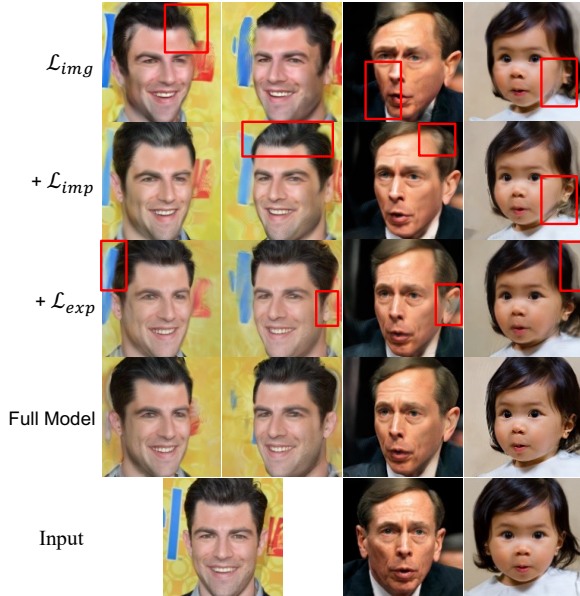 ℒ_img
+ ℒ_imp
+ ℒ_exp
Full Model
Input